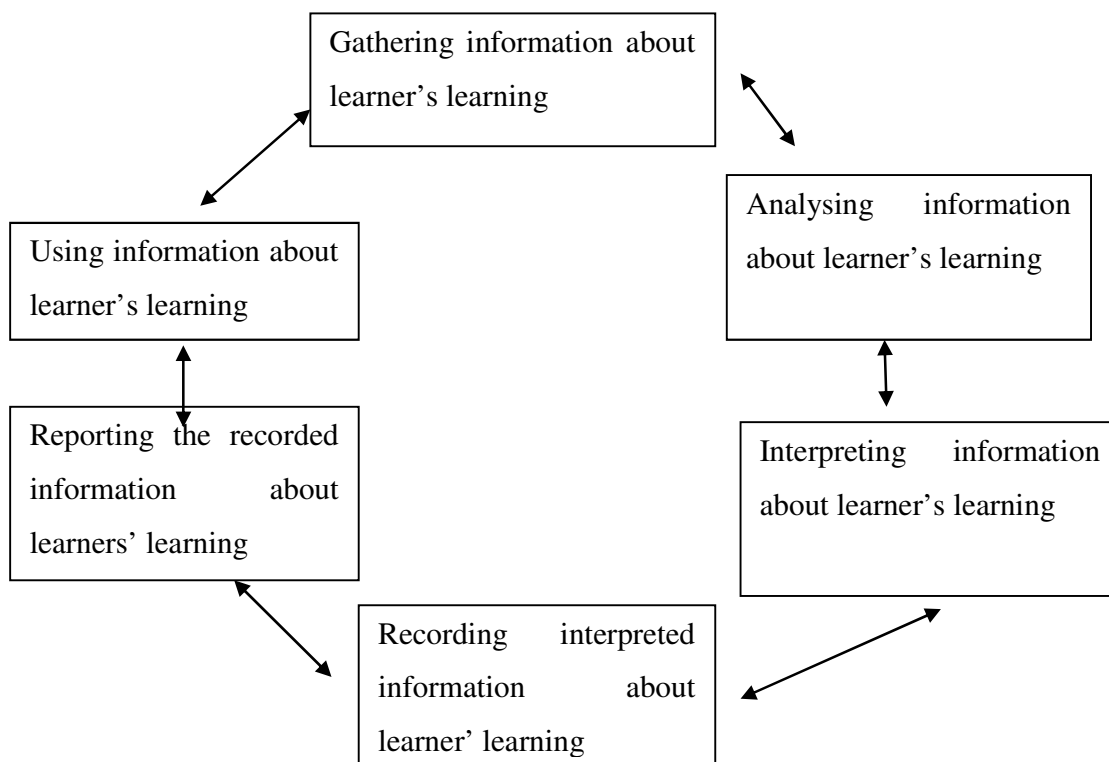 Gathering information about
learner’s learning
Analysing information
about learner’s learning
Interpreting information
about learner’s learning
Recording interpreted
information about
learner’ learning
Reporting the recorded
information about
learners’ learning
Using information about
learner’s learning